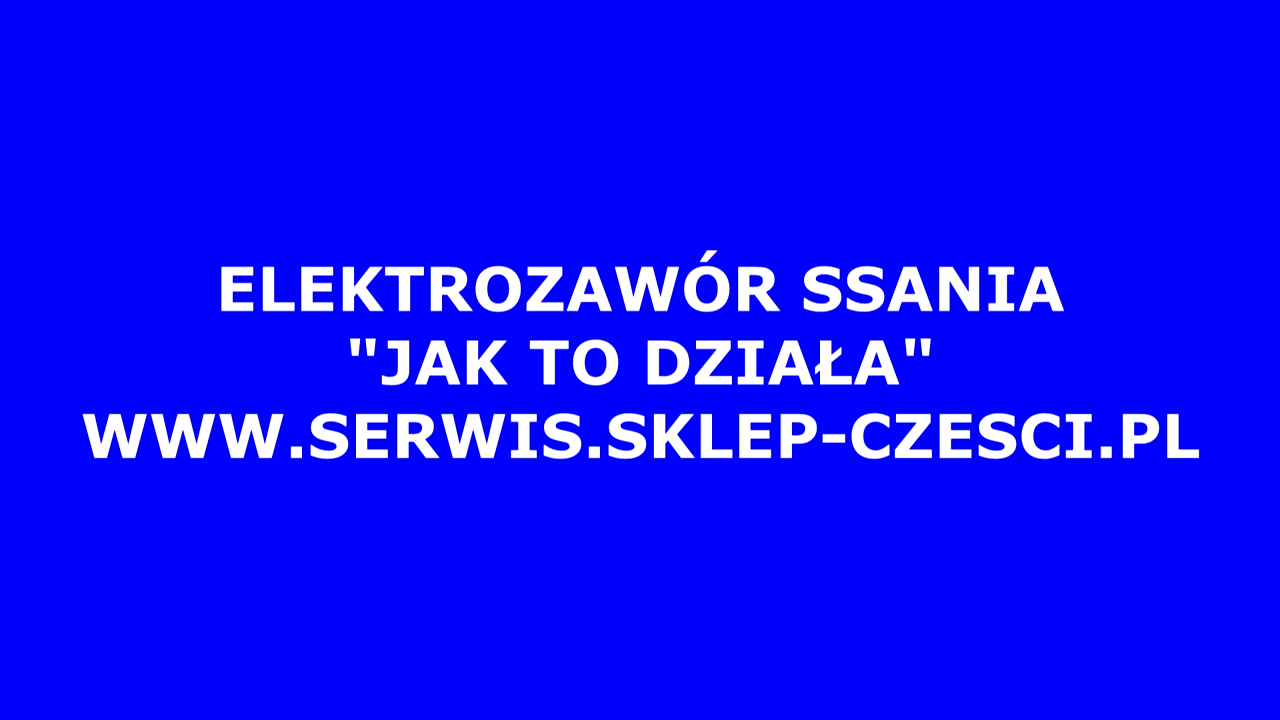 ELEKTROZAWÓR SSANIA
"JAK TO DZIAŁA"
WWW.SERWIS.SKLEP-CZESCI.PL